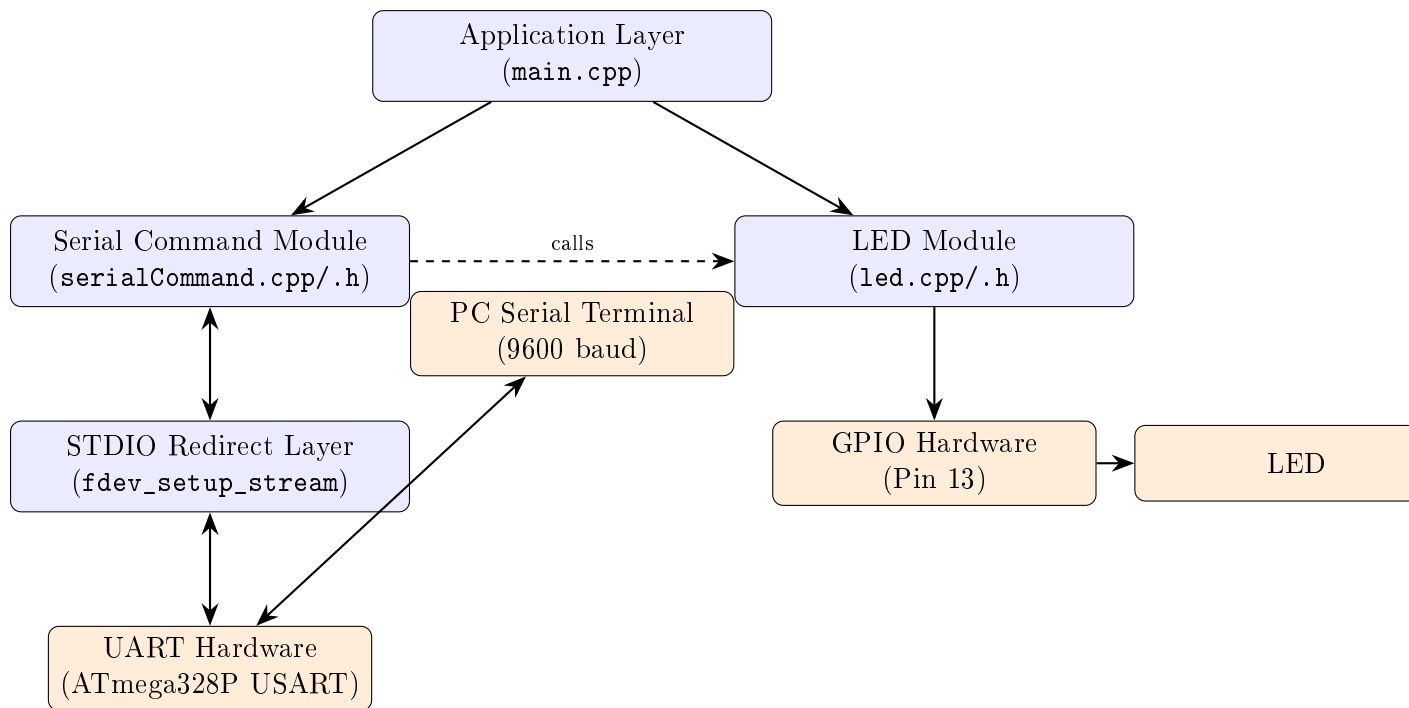 Application Layer
(main.cpp)
Serial Command Module
(serialCommand.cpp/.h)
calls
LED Module
(led.cpp/.h)
PC Serial Terminal
(9600 baud)
STDIO Redirect Layer
(fdev_setup_stream)
GPIO Hardware
(Pin 13)
LED
UART Hardware
(ATmega328P USART)